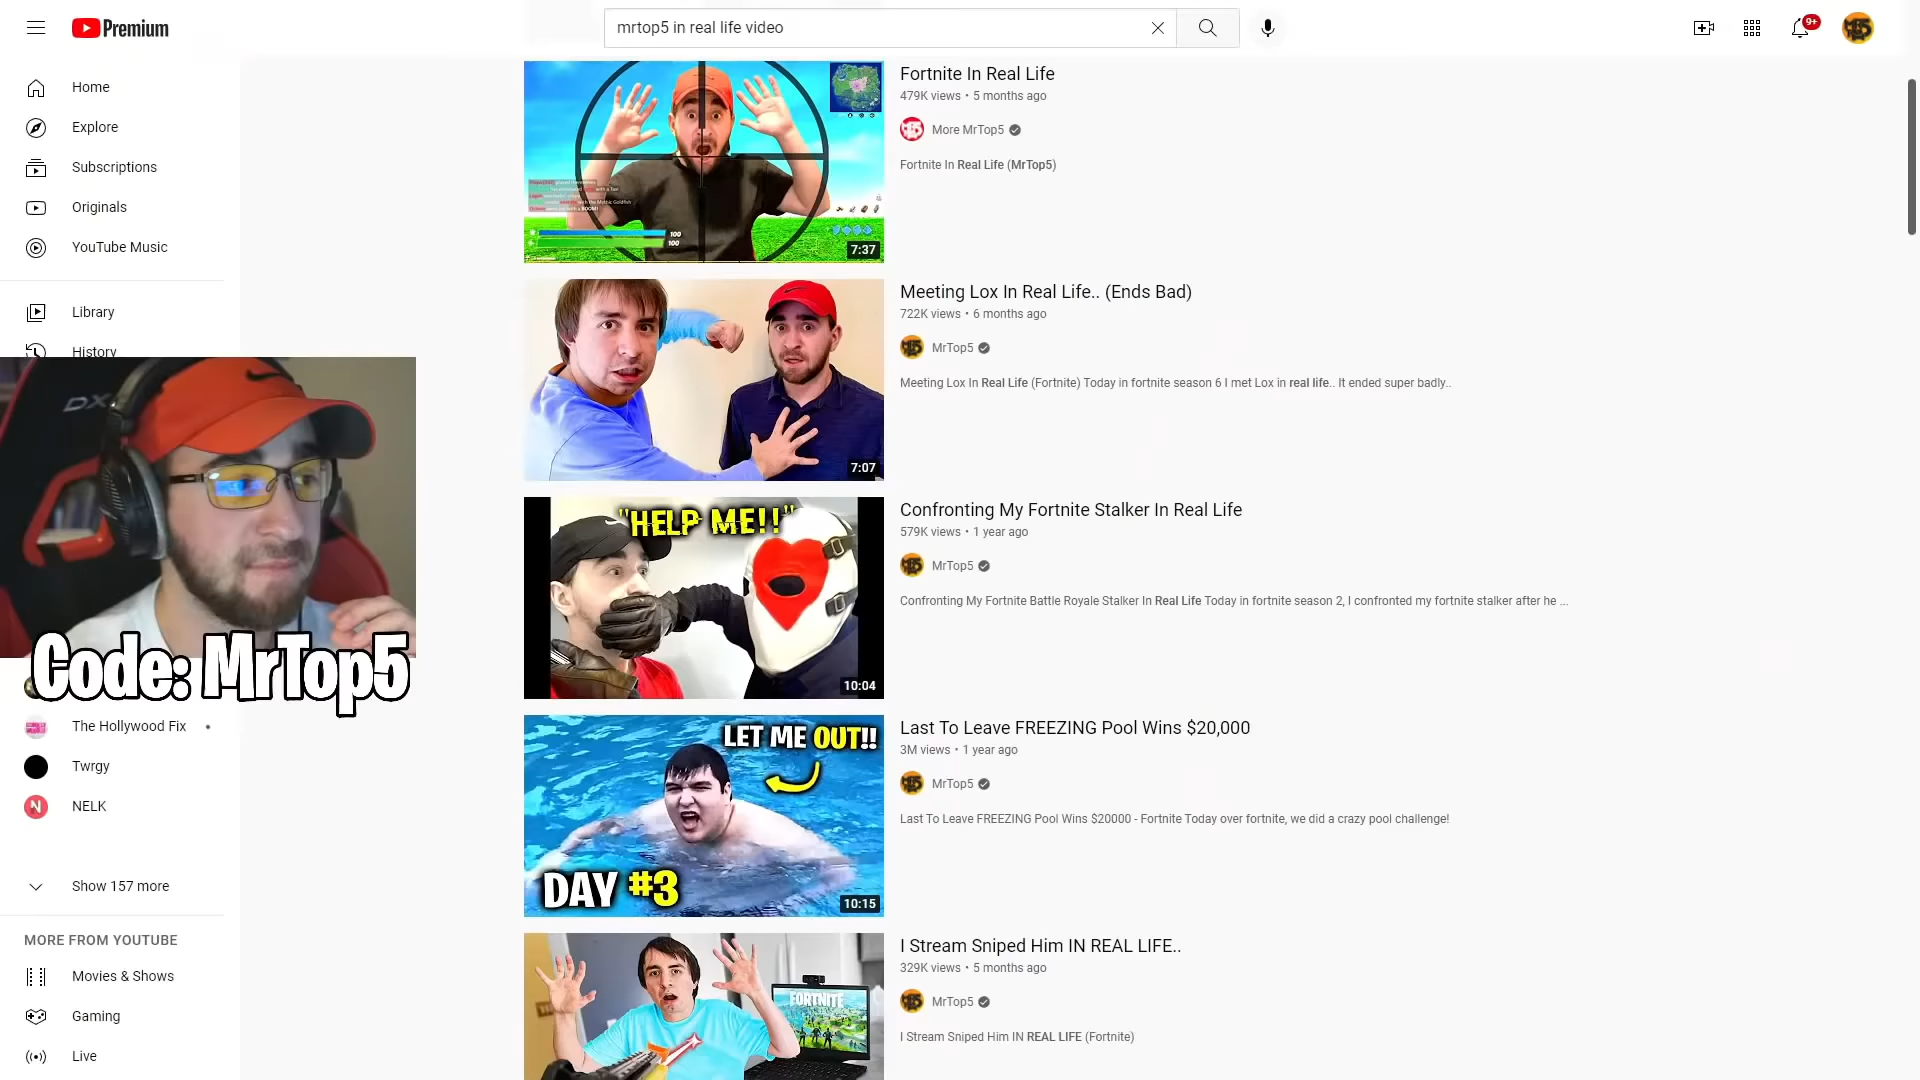 Premium
mrtop5 in real life video
9+
Home
Explore
Subscriptions
Originals
YouTube Music
Library
History
Code: MrTop5
The Hollywood Fix
Twrgy
NELK
Show 157 more
MORE FROM YOUTUBE
Movies & Shows
Gaming
Live
100
100
7:37
Fortnite In Real Life
479K views • 5 months ago
More MrTop5
Fortnite In Real Life (MrTop5)
7:07
Meeting Lox In Real Life.. (Ends Bad)
722K views • 6 months ago
MrTop5
Meeting Lox In Real Life (Fortnite) Today in fortnite season 6 I met Lox in real life.. It ended super badly..
"HELP ME!!"
10:04
Confronting My Fortnite Stalker In Real Life
579K views • 1 year ago
MrTop5
Confronting My Fortnite Battle Royale Stalker In Real Life Today in fortnite season 2, I confronted my fortnite stalker after he ...
LET ME OUT!!
DAY #3
10:15
Last To Leave FREEZING Pool Wins $20,000
3M views • 1 year ago
MrTop5
Last To Leave FREEZING Pool Wins $20000 - Fortnite Today over fortnite, we did a crazy pool challenge!
FORTNITE
I Stream Sniped Him IN REAL LIFE..
329K views • 5 months ago
MrTop5
I Stream Sniped Him IN REAL LIFE (Fortnite)